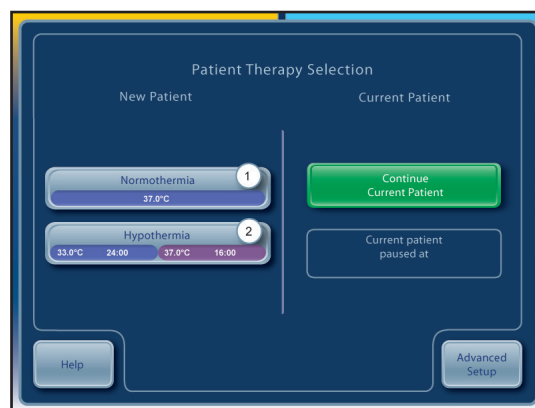 Patient Therapy Selection
New Patient
Current Patient
Normothermia
1
37.0°C
Hypothermia
2
33.0°C 24:00 37.0°C 16:00
Continue
Current Patient
Current patient
paused at
Help
Advanced
Setup